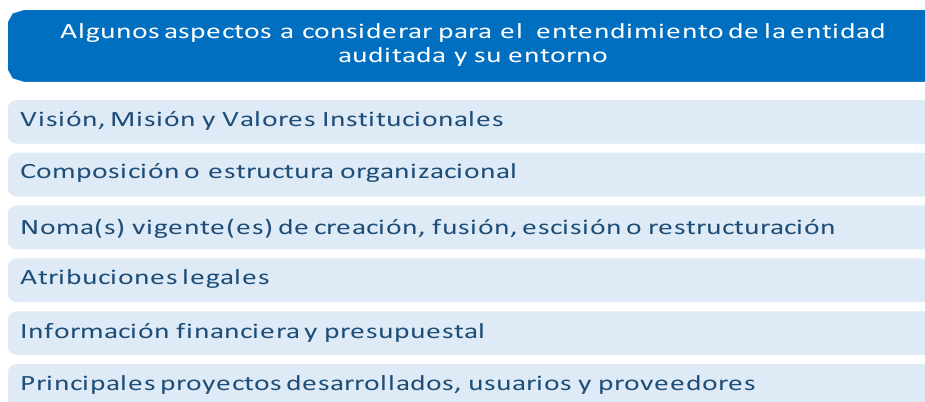 Algunos aspectos a considerar para el entendimiento de la entidad
auditada y su entorno
Visión, Misión y Valores Institucionales
Composición o estructura organizacional
Noma(s) vigente(es) de creación, fusión, escisión o restructuración
Atribuciones legales
Información financiera y presupuestal
Principales proyectos desarrollados, usuarios y proveedores